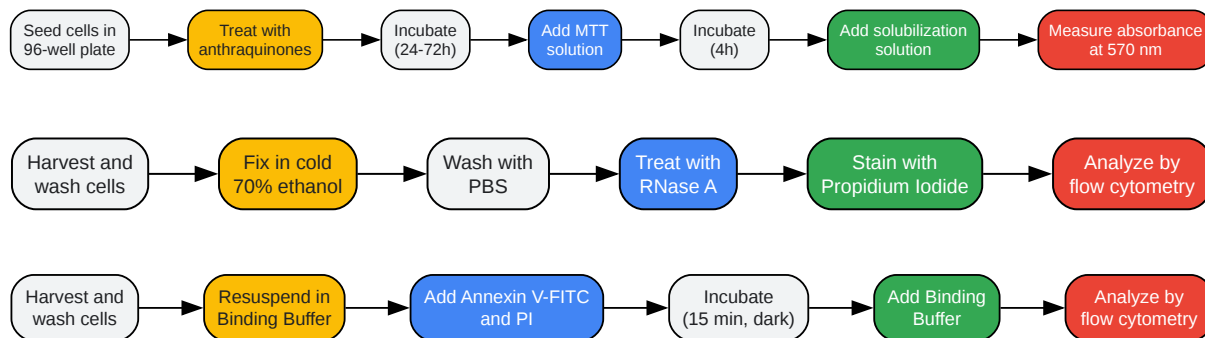 Seed cells in
96-well plate
Treat with
anthraquinones
Incubate
(24-72h)
Add MTT
solution
Incubate
(4h)
Add solubilization
solution
Measure absorbance
at 570 nm
Harvest and
wash cells
Fix in cold
70% ethanol
Wash with
PBS
Treat with
RNase A
Stain with
Propidium Iodide
Analyze by
flow cytometry
Harvest and
wash cells
Resuspend in
Binding Buffer
Add Annexin V-FITC
and PI
Incubate
(15 min, dark)
Add Binding
Buffer
Analyze by
flow cytometry